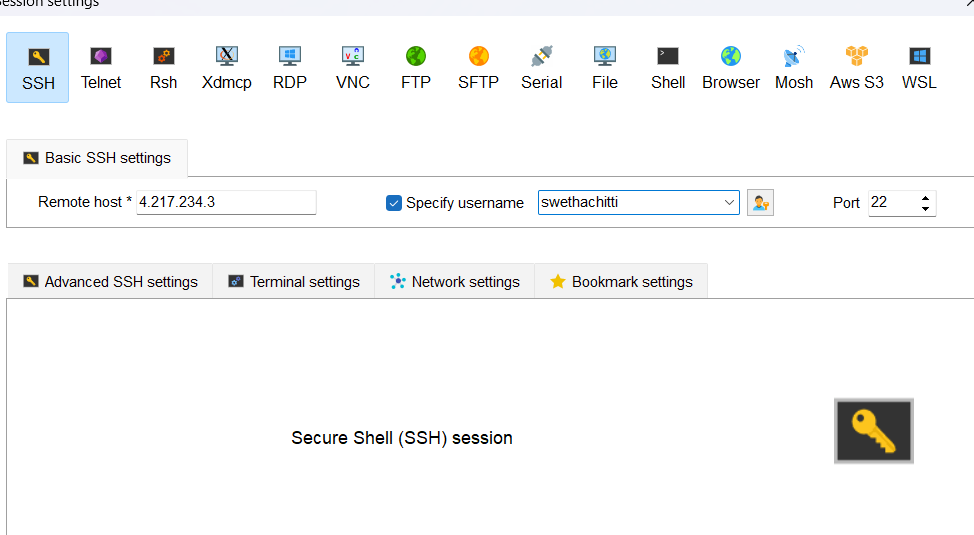 Session settings
SSH Telnet Rsh Xdmcp RDP VNC FTP SFTP Serial File Shell Browser Mosh Aws S3 WSL
Basic SSH settings
Remote host * 4.217.234.3 Specify username swethachitti Port 22
Advanced SSH settings Terminal settings Network settings Bookmark settings
Secure Shell (SSH) session